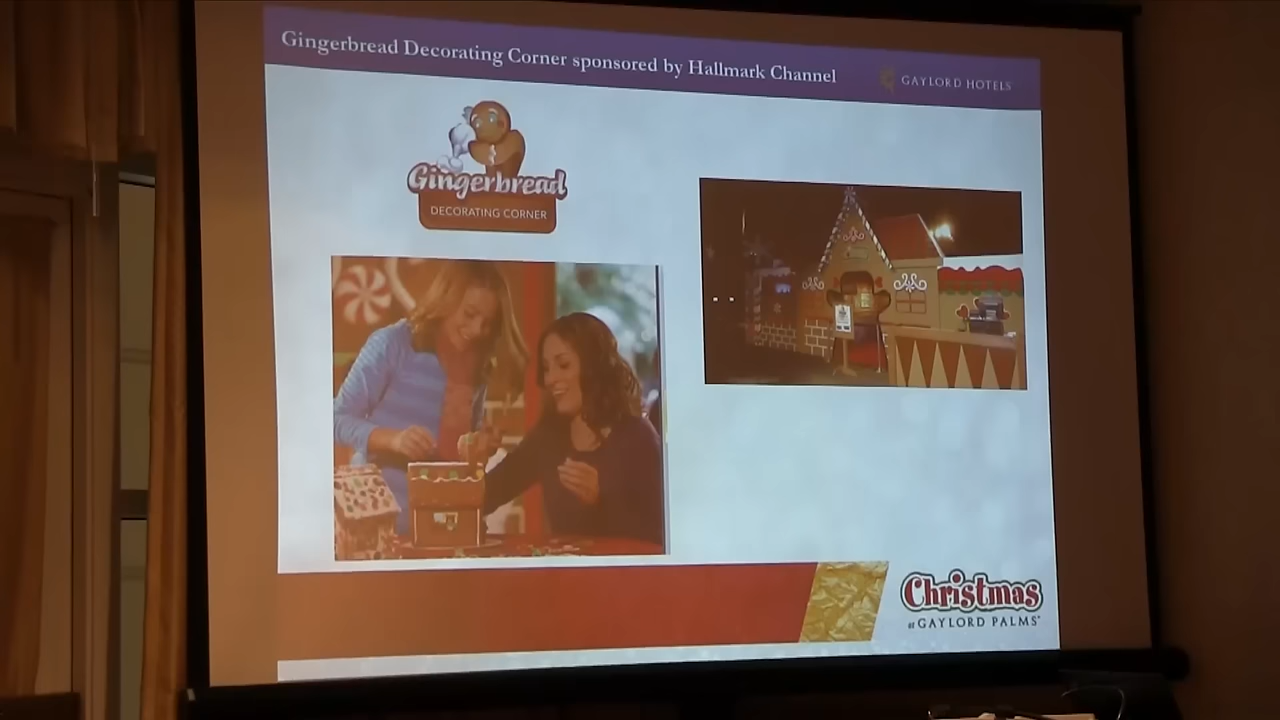 Gingerbread Decorating Corner sponsored by Hallmark Channel
GAYLORD HOTELS
Gingerbread
DECORATING CORNER
Christmas
at GAYLORD PALMS